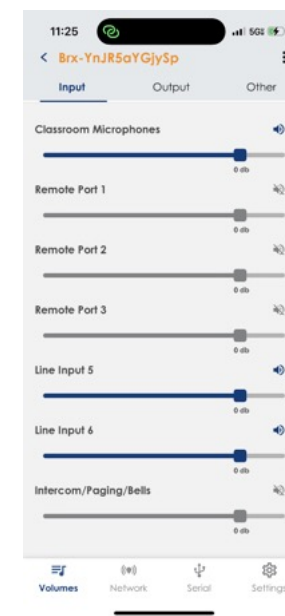 11:25
5G
Brx-YnJR5aYGjySp
Input Output Other
Classroom Microphones
0 db
Remote Port 1
0 db
Remote Port 2
0 db
Remote Port 3
0 db
Line Input 5
0 db
Line Input 6
0 db
Intercom/Paging/Bells
0 db
Volumes Network Serial Settings